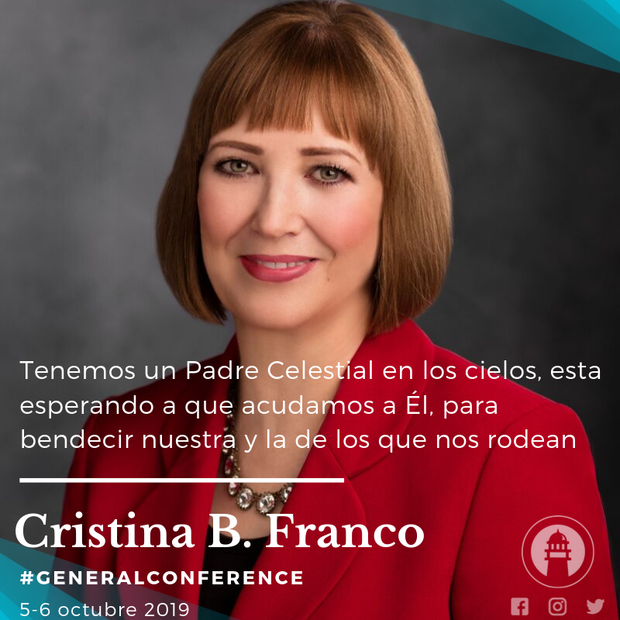 Tenemos un Padre Celestial en los cielos, esta
esperando a que acudamos a Él, para
bendecir nuestra y la de los que nos rodean
Cristina B. Franco
#GENERALCONFERENCE
5-6 octubre 2019